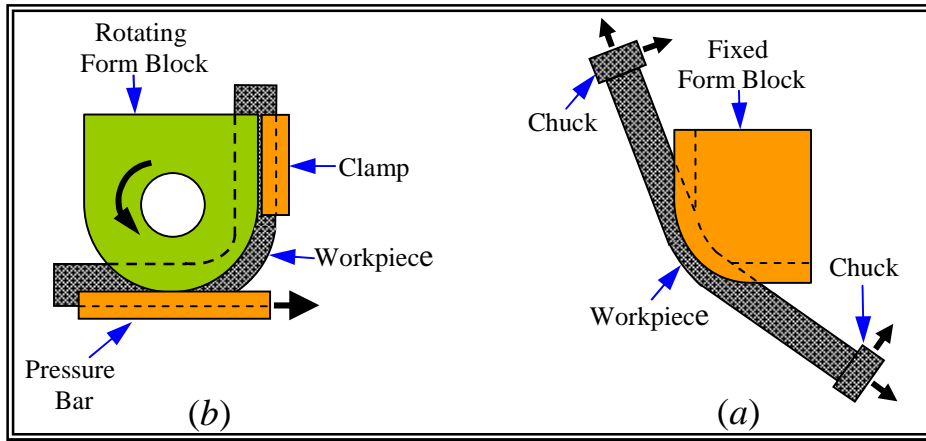 Rotating
Form Block
Clamp
Workpiece
Pressure
Bar
(b)
Fixed
Form Block
Chuck
Chuck
Workpiece
(a)